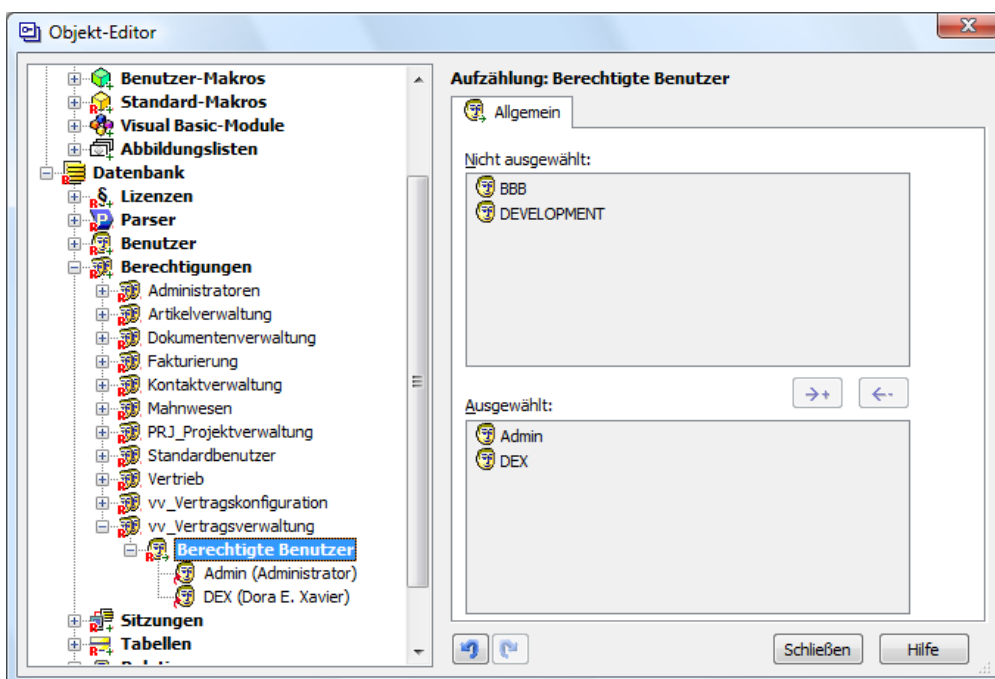 Objekt-Editor
Benutzer-Makros
Standard-Makros
Visual Basic-Module
Abbildungslisten
Datenbank
Lizenzen
Parser
Benutzer
Berechtigungen
Administratoren
Artikelverwaltung
Dokumentenverwaltung
Fakturierung
Kontaktverwaltung
Mahnwesen
PRJ_Projektverwaltung
Standardbenutzer
Vertrieb
vv_Vertragskonfiguration
vv_Vertragsverwaltung
Berechtigte Benutzer
Admin (Administrator)
DEX (Dora E. Xavier)
Sitzungen
Tabellen
Aufzählung: Berechtigte Benutzer
Allgemein
Nicht ausgewählt:
BBB
DEVELOPMENT
Ausgewählt:
Admin
DEX
Schließen
Hilfe